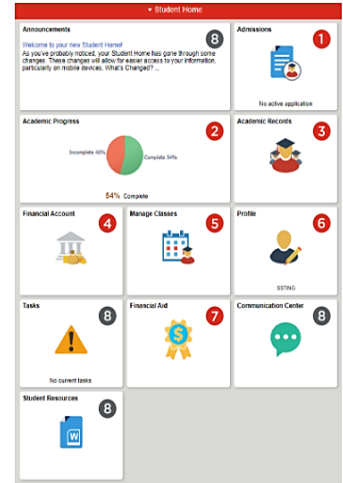 Student Home
Announcements
8
Welcome to your new Student Home!
As you've probably noticed, your Student Home has gone through some
changes. These changes will allow for easier access to your information,
particularly on mobile devices. What's Changed? ...
Admissions
1
No active application
Academic Progress
2
Incomplete 46%
Complete 54%
54% Complete
Academic Records
3
Financial Account
4
Manage Classes
5
Profile
6
SSTING
Tasks
8
No current tasks
Financial Aid
7
Communication Center
8
Student Resources
8
W